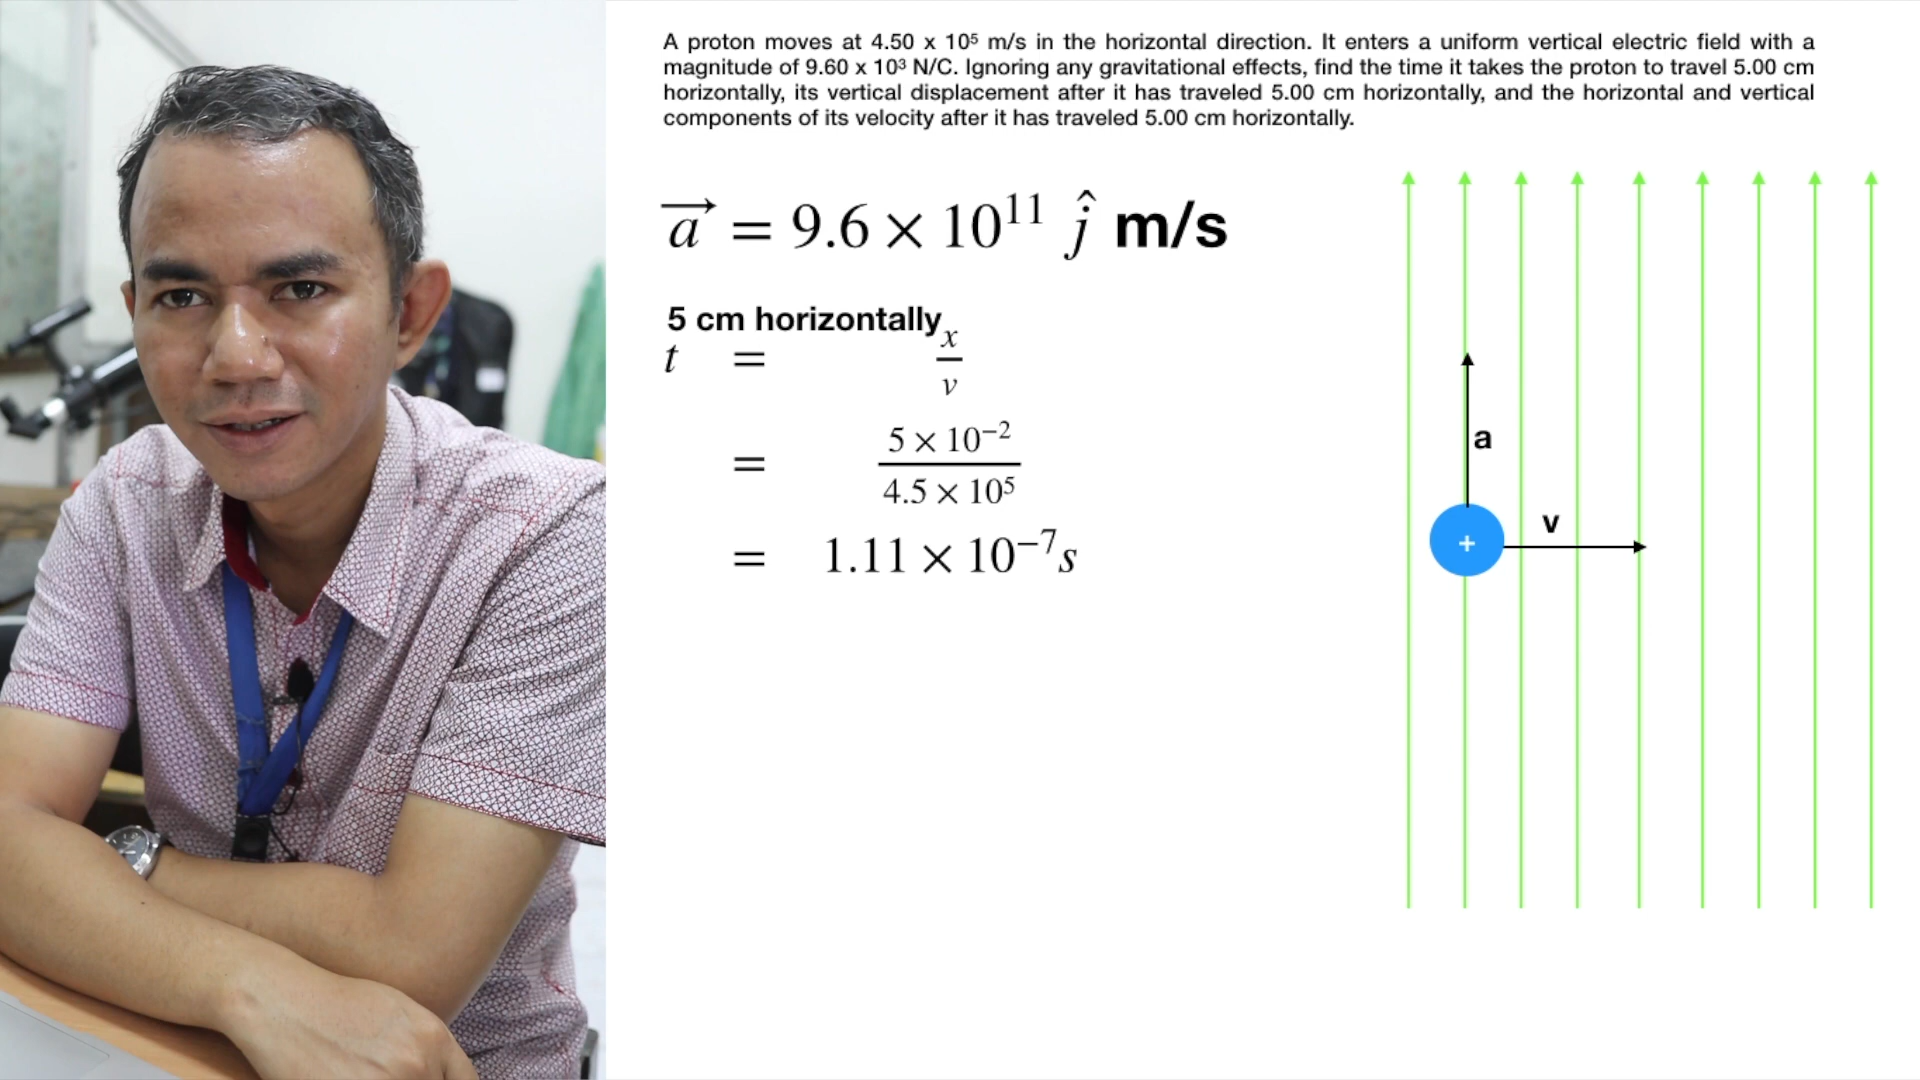 A proton moves at 4.50 x 10⁵ m/s in the horizontal direction. It enters a uniform vertical electric field with a
magnitude of 9.60 x 10³ N/C. Ignoring any gravitational effects, find the time it takes the proton to travel 5.00 cm
horizontally, its vertical displacement after it has traveled 5.00 cm horizontally, and the horizontal and vertical
components of its velocity after it has traveled 5.00 cm horizontally.
a⃗ = 9.6 × 10¹¹ ĵ m/s
5 cm horizontally
t = x/v
= 5 × 10⁻²/4.5 × 10⁵
= 1.11 × 10⁻⁷s
a
v
+